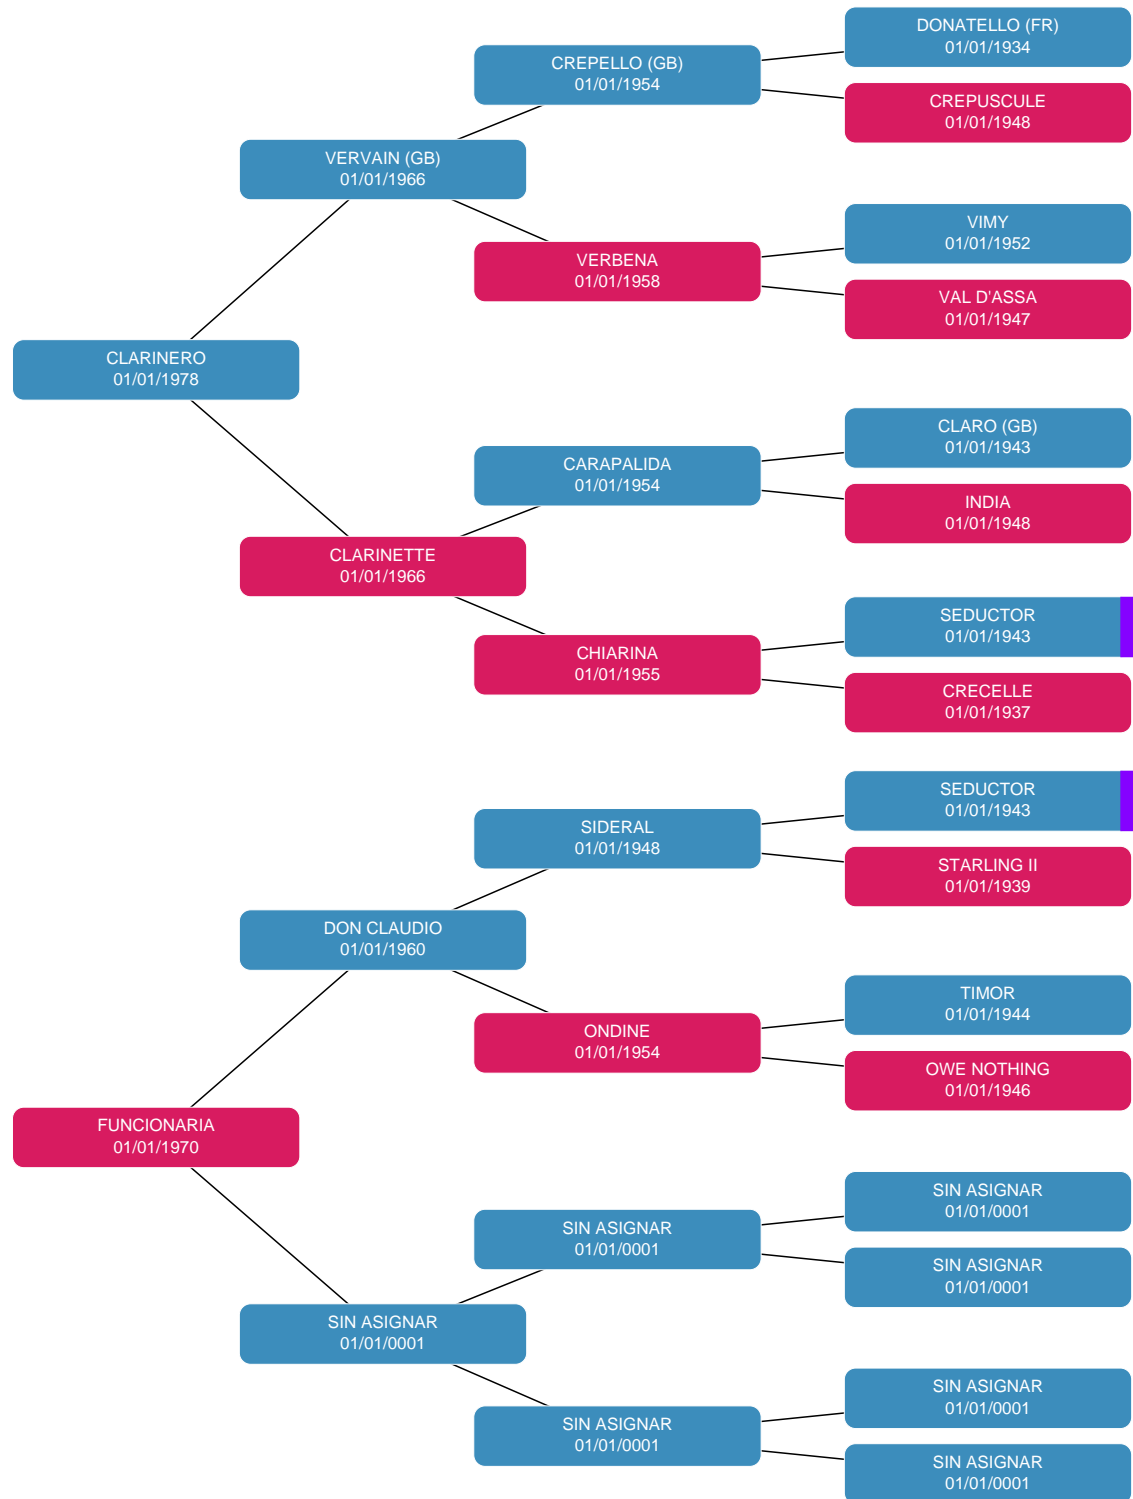 DONATELLO (FR)
01/01/1934
CREPELLO (GB)
01/01/1954
CREPUSCULE
01/01/1948
VERVAIN (GB)
01/01/1966
VIMY
01/01/1952
VERBENA
01/01/1958
VAL D'ASSA
01/01/1947
CLARINERO
01/01/1978
CLARO (GB)
01/01/1943
CARAPALIDA
01/01/1954
INDIA
01/01/1948
CLARINETTE
01/01/1966
SEDUCTOR
01/01/1943
CHIARINA
01/01/1955
CRECELLE
01/01/1937
SEDUCTOR
01/01/1943
SIDERAL
01/01/1948
STARLING II
01/01/1939
DON CLAUDIO
01/01/1960
TIMOR
01/01/1944
ONDINE
01/01/1954
OWE NOTHING
01/01/1946
FUNCIONARIA
01/01/1970
SIN ASIGNAR
01/01/0001
SIN ASIGNAR
01/01/0001
SIN ASIGNAR
01/01/0001
SIN ASIGNAR
01/01/0001
SIN ASIGNAR
01/01/0001
SIN ASIGNAR
01/01/0001
SIN ASIGNAR
01/01/0001